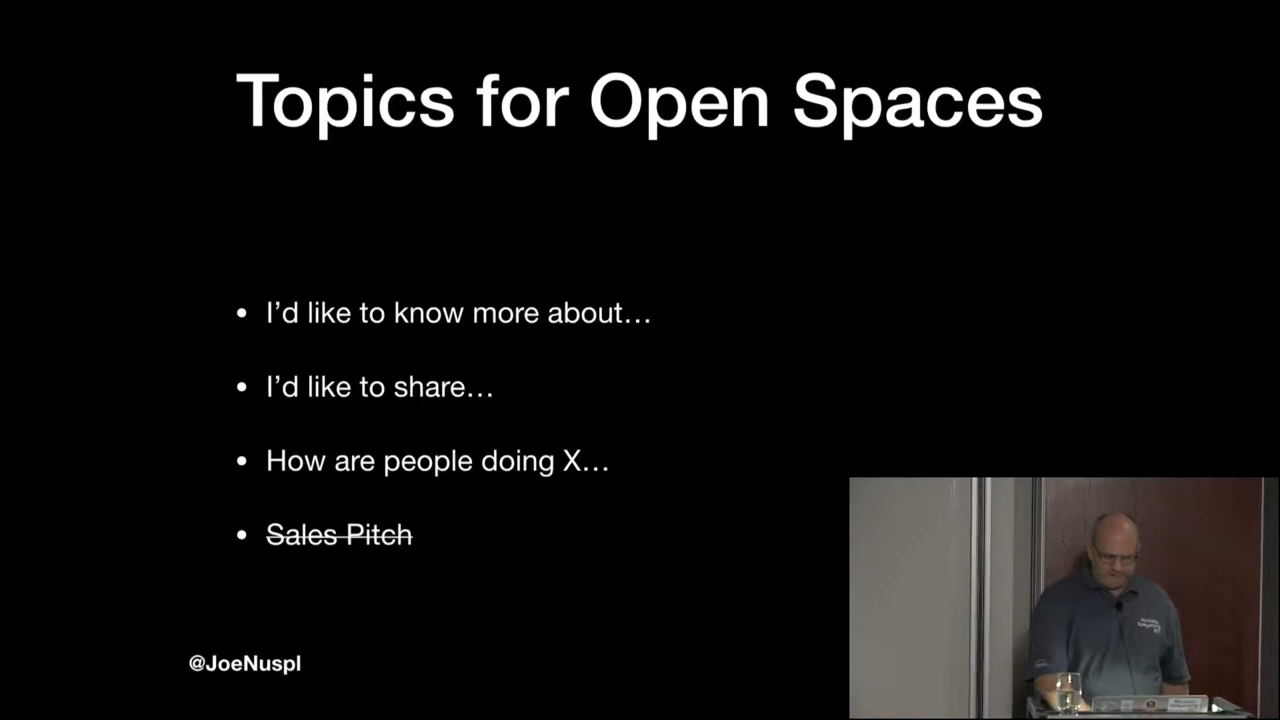 Topics for Open Spaces
• I’d like to know more about…
• I’d like to share…
• How are people doing X…
• Sales Pitch
@JoeNuspl